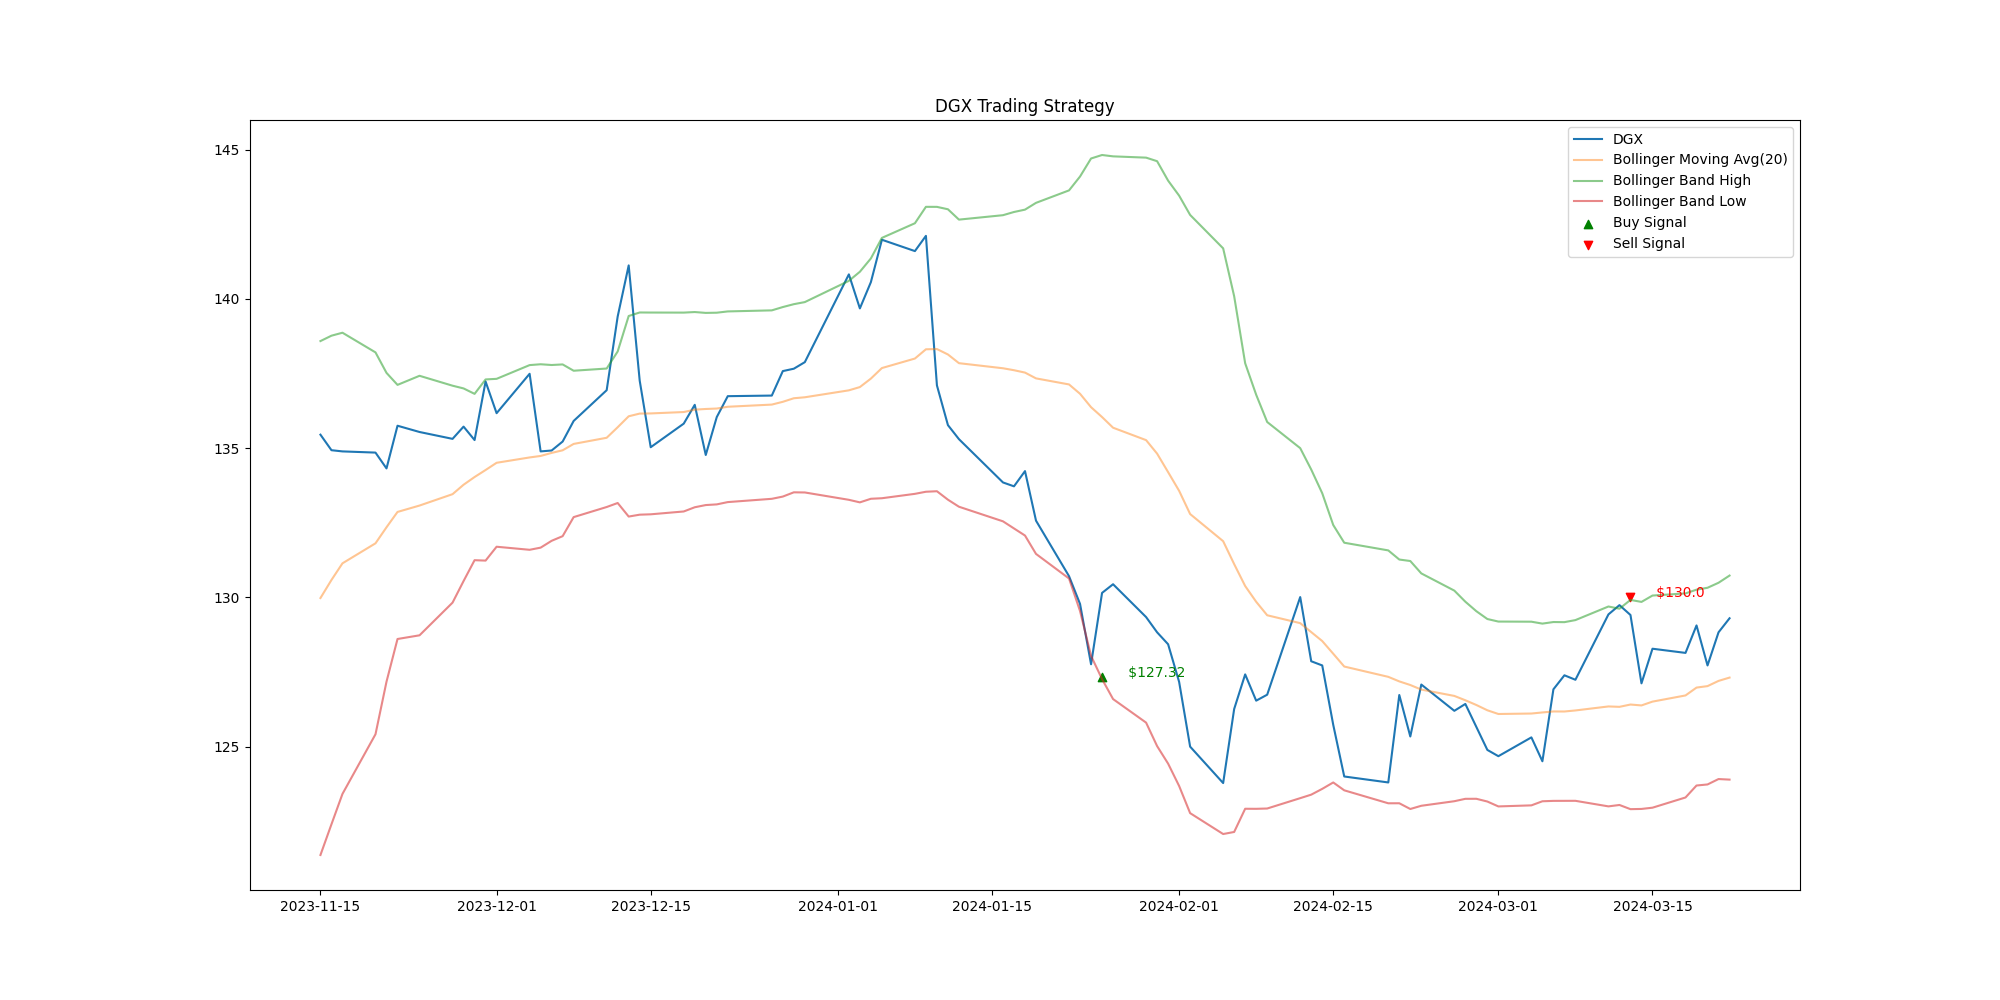 DGX Trading Strategy
145
140
135
130
125
DGX
Bollinger Moving Avg(20)
Bollinger Band High
Bollinger Band Low
Buy Signal
Sell Signal
$130.0
$127.32
2023-11-15
2023-12-01
2023-12-15
2024-01-01
2024-01-15
2024-02-01
2024-02-15
2024-03-01
2024-03-15